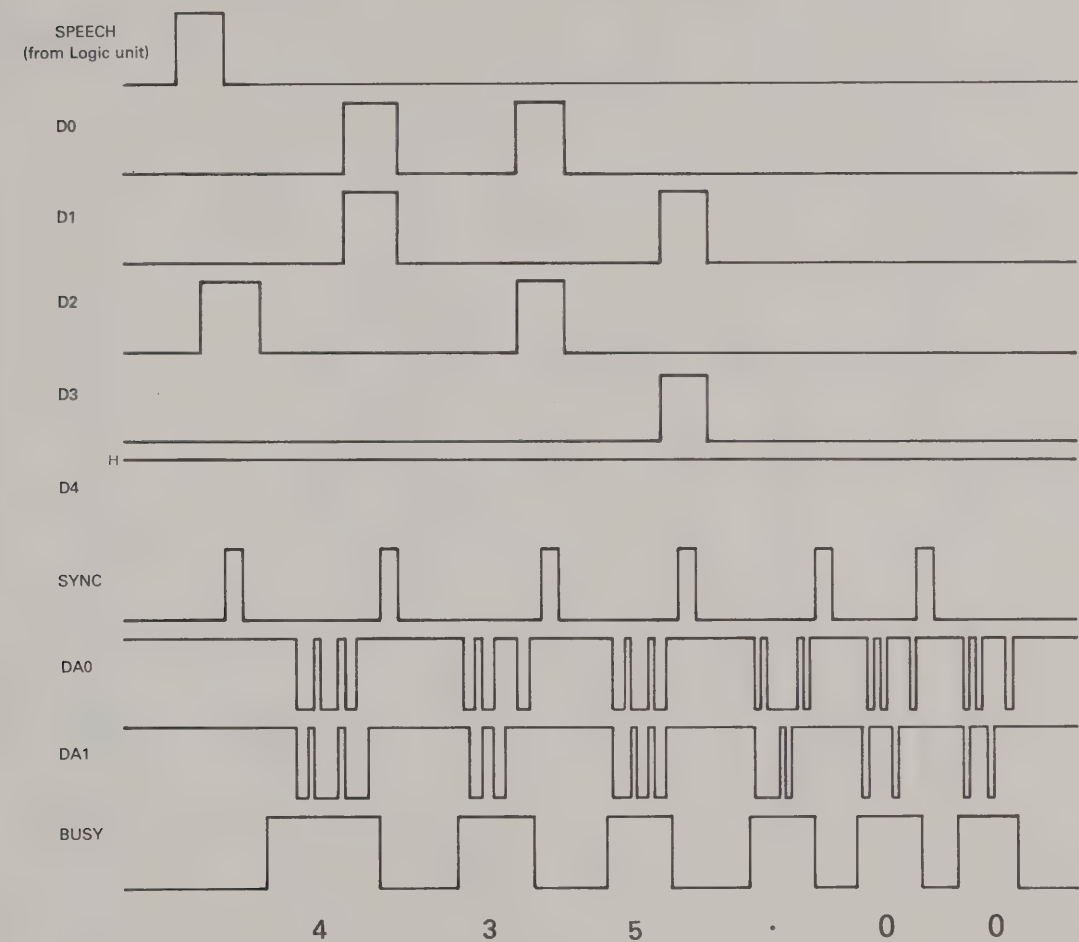 SPEECH
(from Logic unit)
D0
D1
D2
D3
H
D4
SYNC
DA0
DA1
BUSY
4 3 5 . 0 0